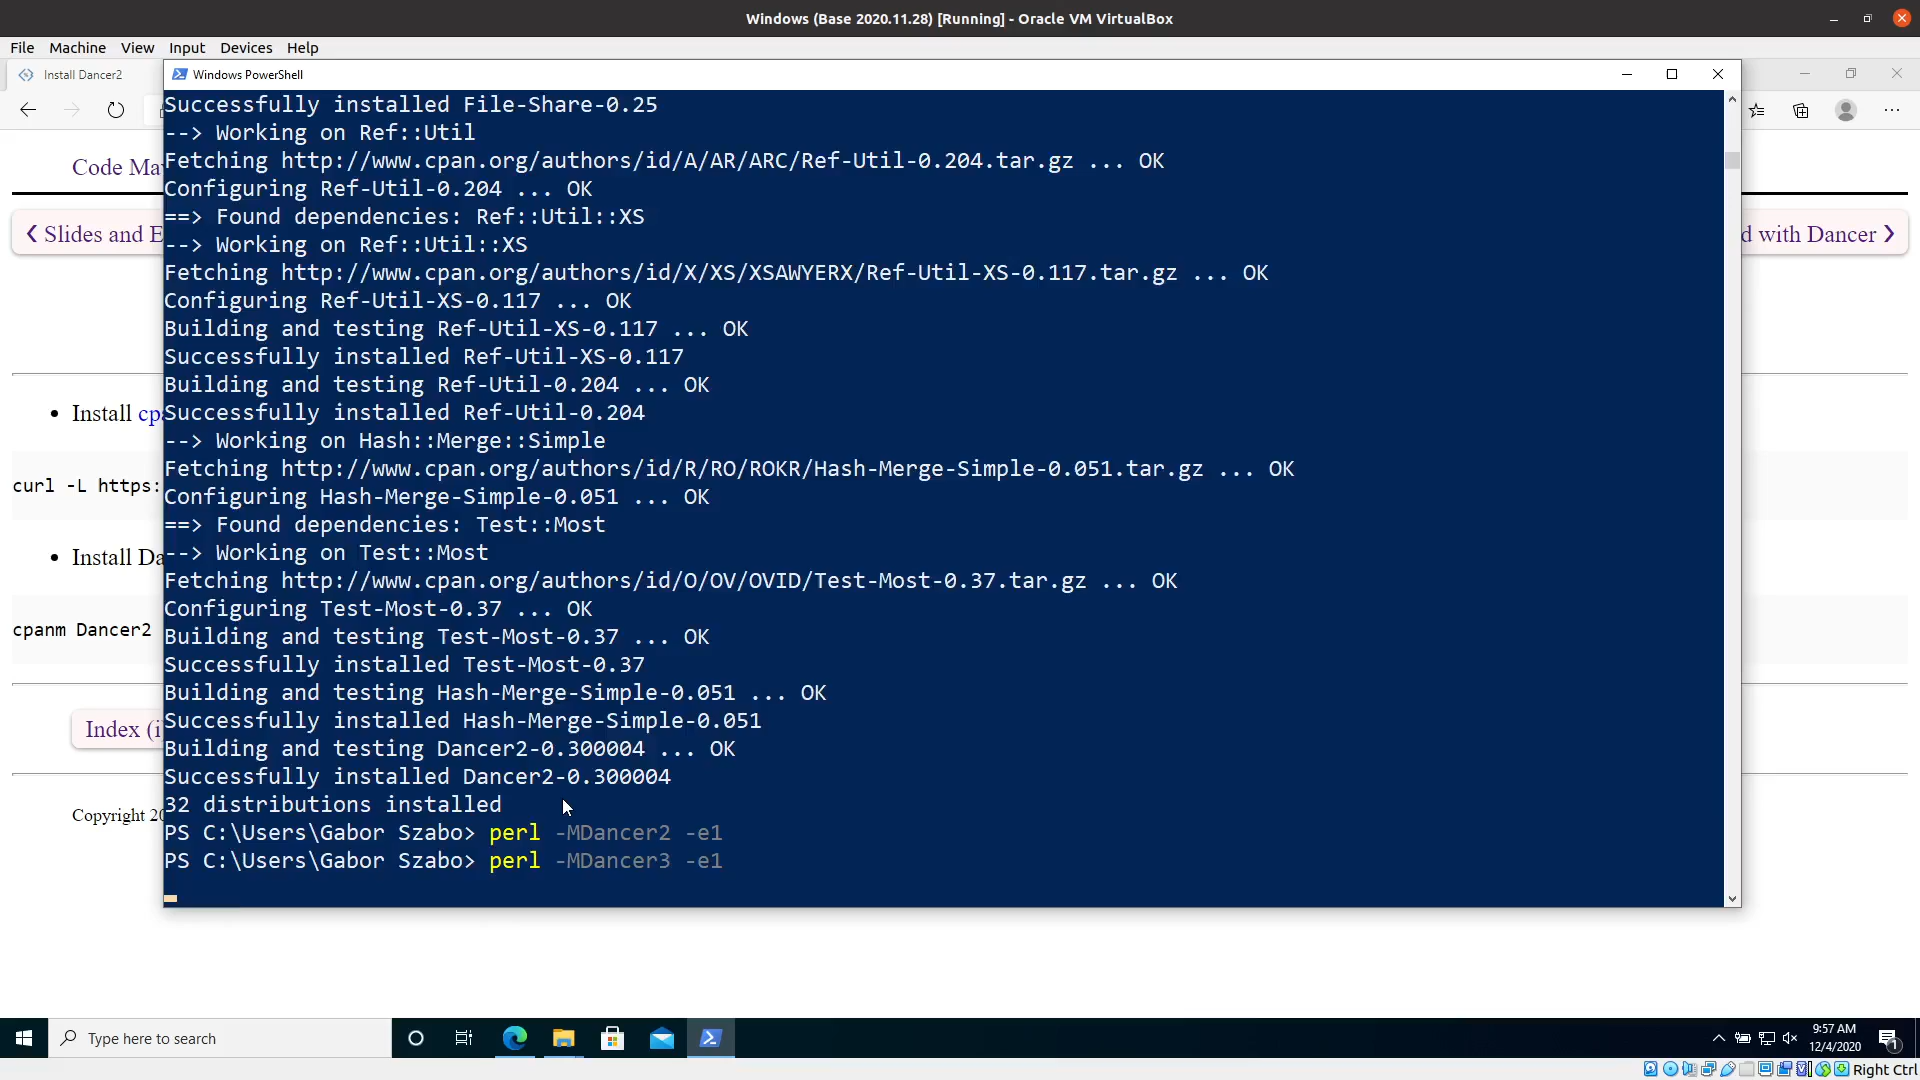 Windows (Base 2020.11.28) [Running] - Oracle VM VirtualBox
File Machine View Input Devices Help
Install Dancer2
Windows PowerShell
Code Ma
Slides and E
d with Dancer
Install cp
curl -L https:
Install Da
cpanm Dancer2
Index (i
Copyright 20
Successfully installed File-Share-0.25
--> Working on Ref::Util
Fetching http://www.cpan.org/authors/id/A/AR/ARC/Ref-Util-0.204.tar.gz ... OK
Configuring Ref-Util-0.204 ... OK
==> Found dependencies: Ref::Util::XS
--> Working on Ref::Util::XS
Fetching http://www.cpan.org/authors/id/X/XS/XSAWYERX/Ref-Util-XS-0.117.tar.gz ... OK
Configuring Ref-Util-XS-0.117 ... OK
Building and testing Ref-Util-XS-0.117 ... OK
Successfully installed Ref-Util-XS-0.117
Building and testing Ref-Util-0.204 ... OK
Successfully installed Ref-Util-0.204
--> Working on Hash::Merge::Simple
Fetching http://www.cpan.org/authors/id/R/RO/ROKR/Hash-Merge-Simple-0.051.tar.gz ... OK
Configuring Hash-Merge-Simple-0.051 ... OK
==> Found dependencies: Test::Most
--> Working on Test::Most
Fetching http://www.cpan.org/authors/id/O/OV/OVID/Test-Most-0.37.tar.gz ... OK
Configuring Test-Most-0.37 ... OK
Building and testing Test-Most-0.37 ... OK
Successfully installed Test-Most-0.37
Building and testing Hash-Merge-Simple-0.051 ... OK
Successfully installed Hash-Merge-Simple-0.051
Building and testing Dancer2-0.300004 ... OK
Successfully installed Dancer2-0.300004
32 distributions installed
PS C:\Users\Gabor Szabo> perl -MDancer2 -e1
PS C:\Users\Gabor Szabo> perl -MDancer3 -e1
Type here to search
9:57 AM
12/4/2020
1
Right Ctrl